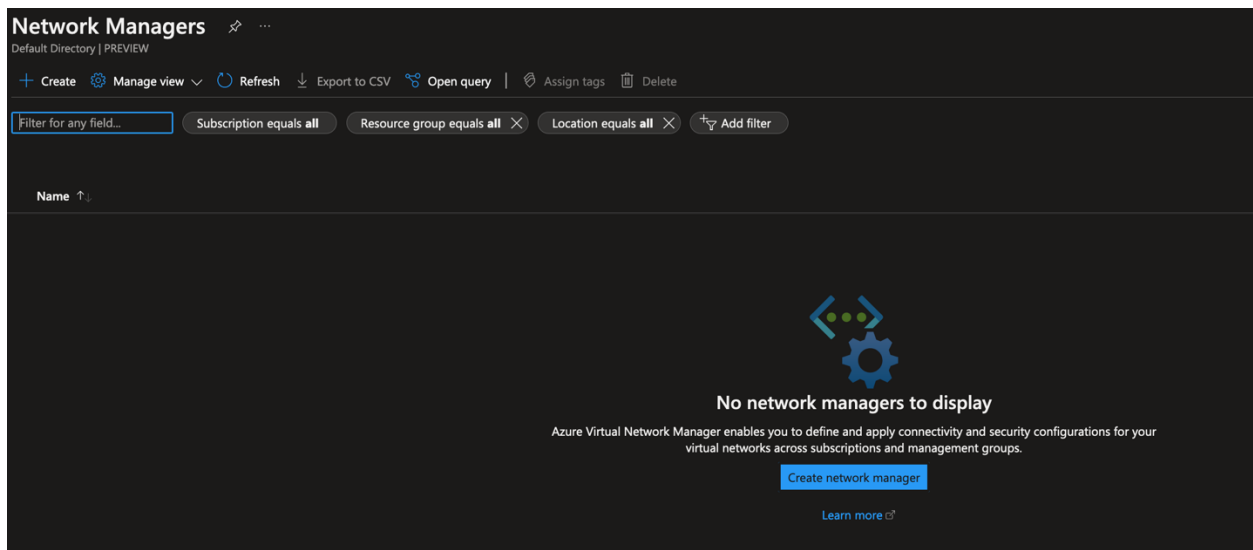 Network Managers
Default Directory | PREVIEW
Create Manage view Refresh Export to CSV Open query Assign tags Delete
Filter for any field... Subscription equals all Resource group equals all Location equals all Add filter
Name
No network managers to display
Azure Virtual Network Manager enables you to define and apply connectivity and security configurations for your
virtual networks across subscriptions and management groups.
Create network manager
Learn more